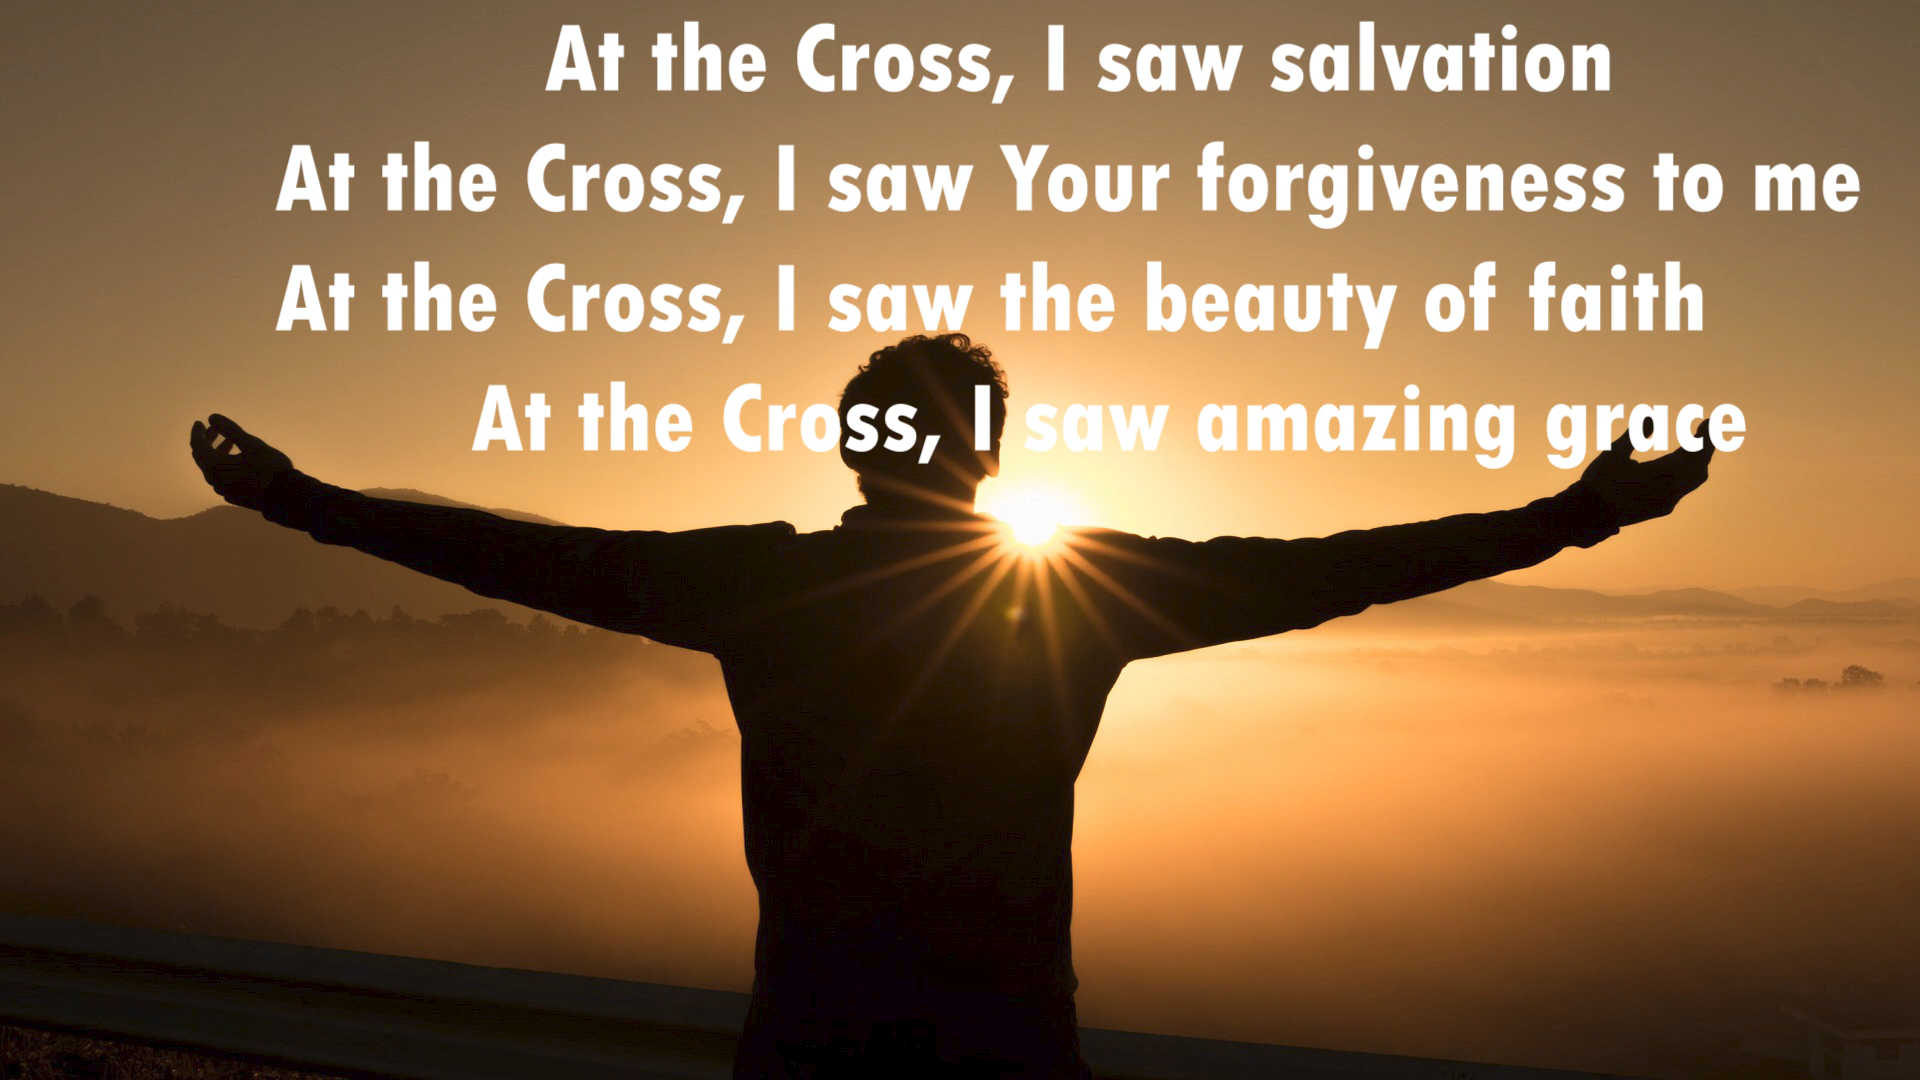 At the Cross, I saw salvation
At the Cross, I saw Your forgiveness to me
At the Cross, I saw the beauty of faith
At the Cross, I saw amazing grace